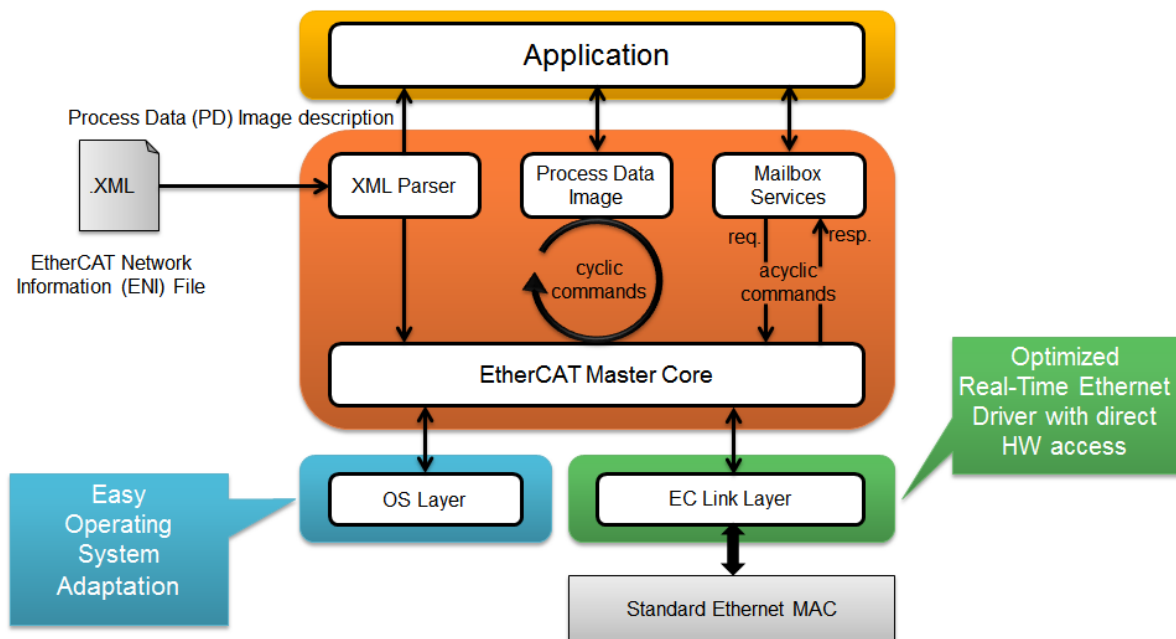 Application
Process Data (PD) Image description
.XML
XML Parser
Process Data
Image
Mailbox
Services
req.
resp.
EtherCAT Network
Information (ENI) File
cyclic
commands
acyclic
commands
EtherCAT Master Core
Optimized
Real-Time Ethernet
Driver with direct
HW access
Easy
Operating
System
Adaptation
OS Layer
EC Link Layer
Standard Ethernet MAC